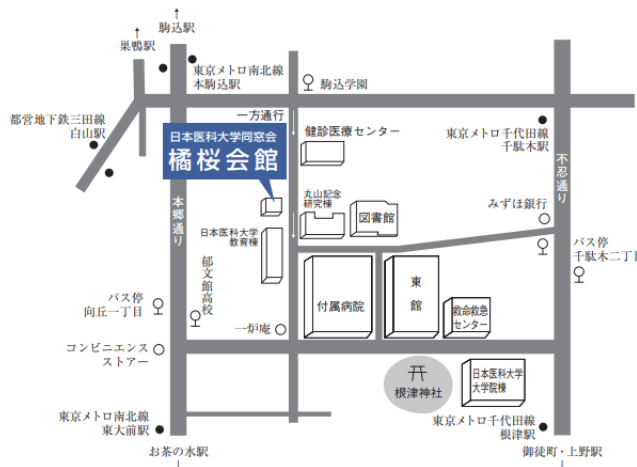 ↑
駒込駅
↑
巣鴨駅
東京メトロ南北線
本駒込駅
駒込学園
都営地下鉄三田線
白山駅
一方通行
日本医科大学同窓会
橘桜会館
健診医療センター
東京メトロ千代田線
千駄木駅
不忍通り
本郷通り
丸山記念
研究棟
図書館
みずほ銀行
日本医科大学
教育棟
バス停
千駄木二丁目
郁文館高校
付属病院
東館
救命救急
センター
バス停
向丘一丁目
一炉庵
コンビニエンス
ストアー
根津神社
日本医科大学
大学院棟
東京メトロ南北線
東大前駅
東京メトロ千代田線
根津駅
お茶の水駅
御徒町・上野駅